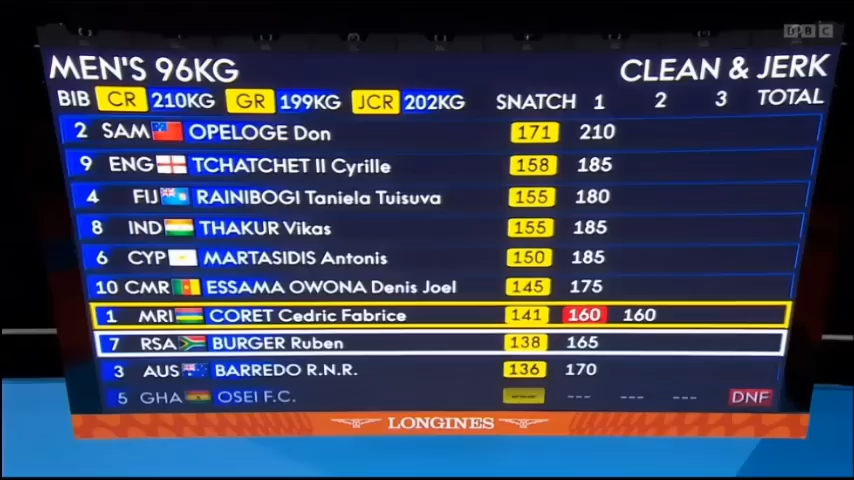 BBC
MEN'S 96KG CLEAN & JERK
BIB CR 210KG GR 199KG JCR 202KG SNATCH 1 2 3 TOTAL
2 SAM OPELOGE Don 171 210
9 ENG TCHATCHET II Cyrille 158 185
4 FIJ RAINIBOGI Taniela Tuisuva 155 180
8 IND THAKUR Vikas 155 185
6 CYP MARTASIDIS Antonis 150 185
10 CMR ESSAMA OWONA Denis Joel 145 175
1 MRI CORET Cedric Fabrice 141 160 160
7 RSA BURGER Ruben 138 165
3 AUS BARREDO R.N.R. 136 170
5 GHA OSEI F.C. --- --- --- --- DNF
LONGINES